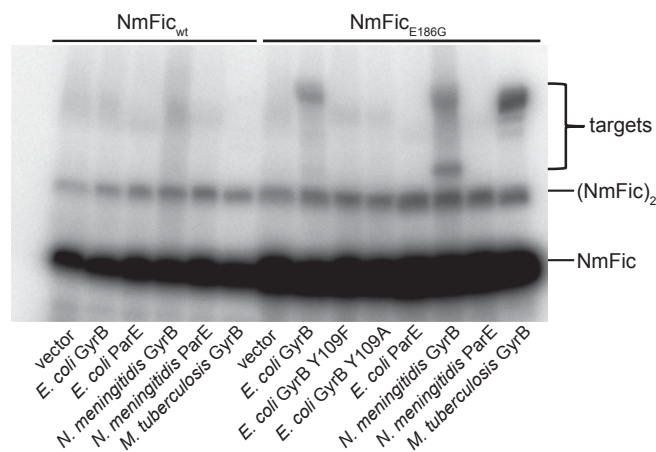 NmFicwt
NmFicE186G
targets
(NmFic)2
NmFic
vector
E. coli GyrB
E. coli ParE
N. meningitidis GyrB
N. meningitidis ParE
M. tuberculosis GyrB
vector
E. coli GyrB
E. coli GyrB Y109F
E. coli GyrB Y109A
E. coli ParE
N. meningitidis GyrB
N. meningitidis ParE
M. tuberculosis GyrB